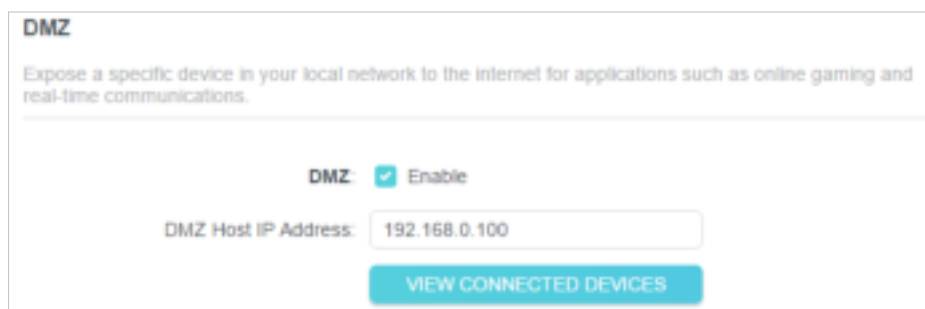 DMZ
Expose a specific device in your local network to the internet for applications such as online gaming and
real-time communications.
DMZ: Enable
DMZ Host IP Address: 192.168.0.100
VIEW CONNECTED DEVICES